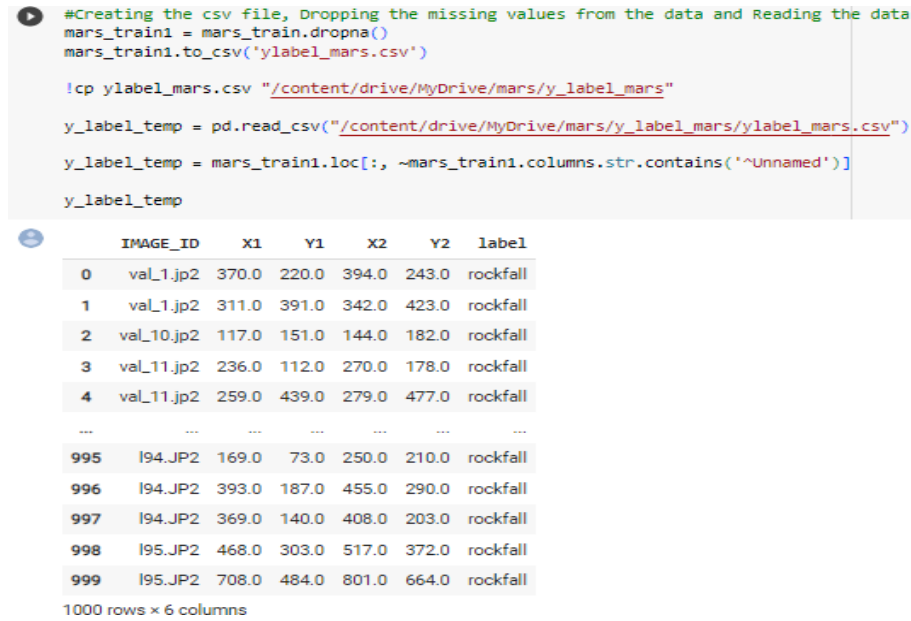 #Creating the csv file, Dropping the missing values from the data and Reading the data
mars_train1 = mars_train.dropna()
mars_train1.to_csv('ylabel_mars.csv')
!cp ylabel_mars.csv "/content/drive/MyDrive/mars/y_label_mars"
y_label_temp = pd.read_csv("/content/drive/MyDrive/mars/y_label_mars/ylabel_mars.csv")
y_label_temp = mars_train1.loc[:, ~mars_train1.columns.str.contains('^Unnamed')]
y_label_temp
IMAGE_ID X1 Y1 X2 Y2 label
0 val_1.jp2 370.0 220.0 394.0 243.0 rockfall
1 val_1.jp2 311.0 391.0 342.0 423.0 rockfall
2 val_10.jp2 117.0 151.0 144.0 182.0 rockfall
3 val_11.jp2 236.0 112.0 270.0 178.0 rockfall
4 val_11.jp2 259.0 439.0 279.0 477.0 rockfall
... ... ... ... ... ... ...
995 l94.JP2 169.0 73.0 250.0 210.0 rockfall
996 l94.JP2 393.0 187.0 455.0 290.0 rockfall
997 l94.JP2 369.0 140.0 408.0 203.0 rockfall
998 l95.JP2 468.0 303.0 517.0 372.0 rockfall
999 l95.JP2 708.0 484.0 801.0 664.0 rockfall
1000 rows × 6 columns